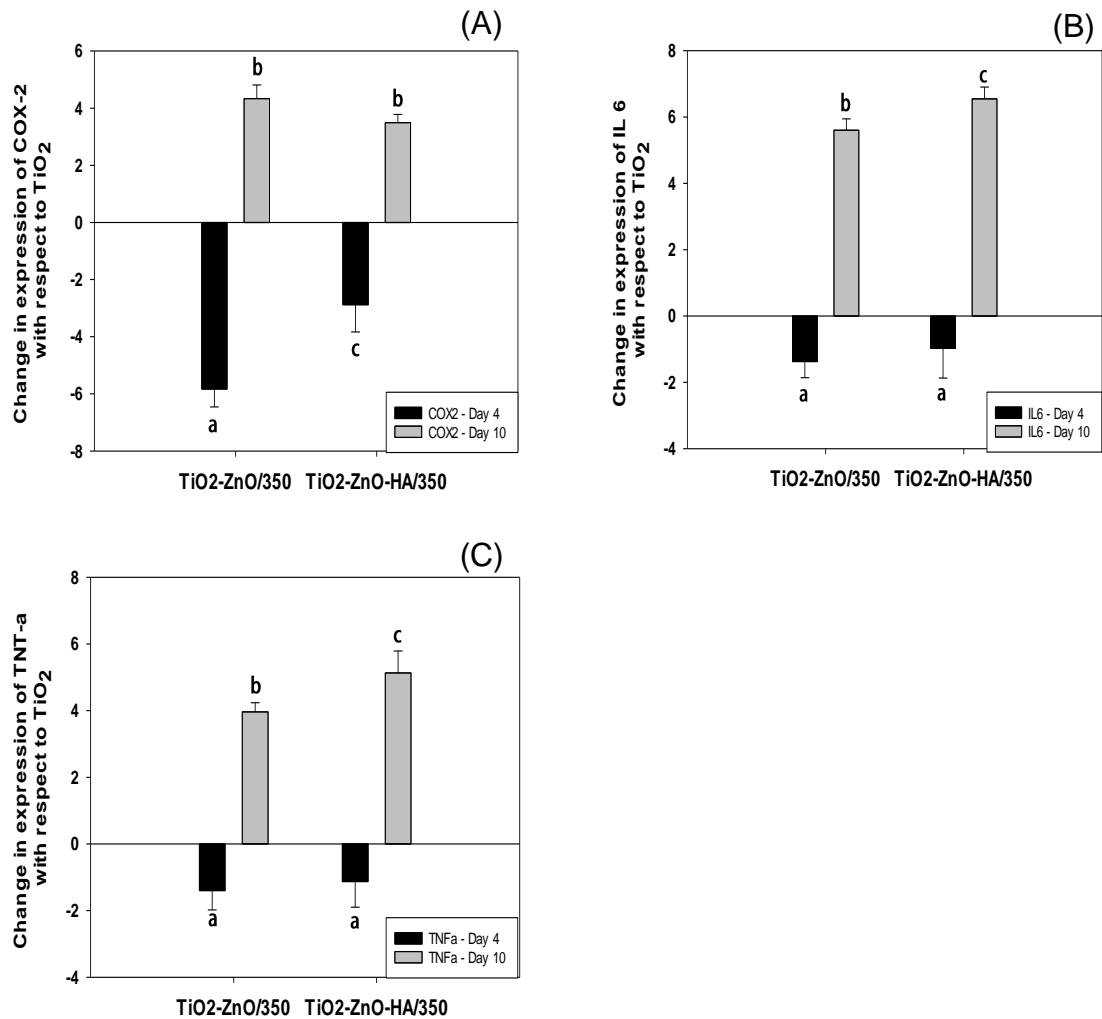 (A)
6
4
2
0
-2
-4
-6
-8
Change in expression of COX-2
with respect to TiO2
b
b
a
c
COX2 - Day 4
COX2 - Day 10
TiO2-ZnO/350 TiO2-ZnO-HA/350
(B)
8
6
4
2
0
-2
-4
Change in expression of IL 6
with respect to TiO2
b
c
a
a
IL6 - Day 4
IL6 - Day 10
TiO2-ZnO/350 TiO2-ZnO-HA/350
(C)
8
6
4
2
0
-2
-4
Change in expression of TNT-a
with respect to TiO2
b
c
a
a
TNFa - Day 4
TNFa - Day 10
TiO2-ZnO/350 TiO2-ZnO-HA/350